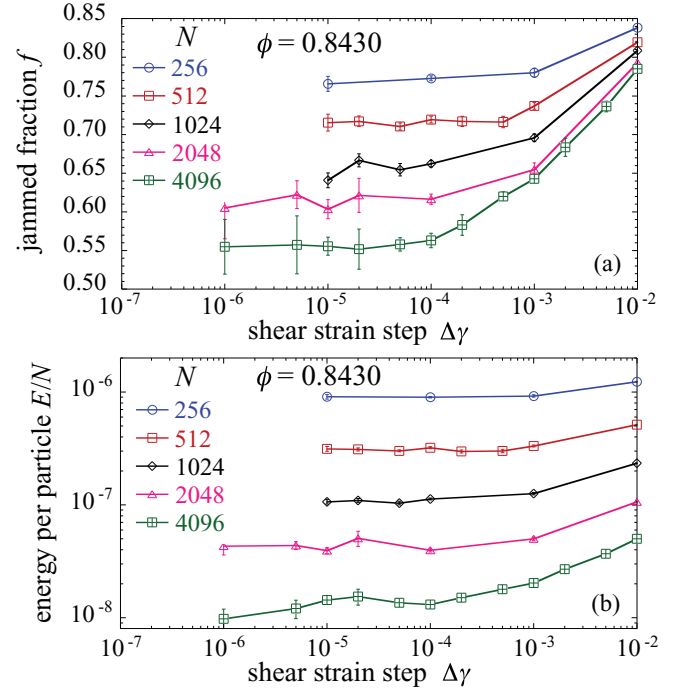 0.85
0.80
0.75
0.70
0.65
0.60
0.55
0.50
jammed fraction f
N
ϕ = 0.8430
256
512
1024
2048
4096
(a)
10⁻⁷ 10⁻⁶ 10⁻⁵ 10⁻⁴ 10⁻³ 10⁻²
shear strain step Δγ
10⁻⁶
10⁻⁷
10⁻⁸
energy per particle E/N
N
ϕ = 0.8430
256
512
1024
2048
4096
(b)
10⁻⁷ 10⁻⁶ 10⁻⁵ 10⁻⁴ 10⁻³ 10⁻²
shear strain step Δγ